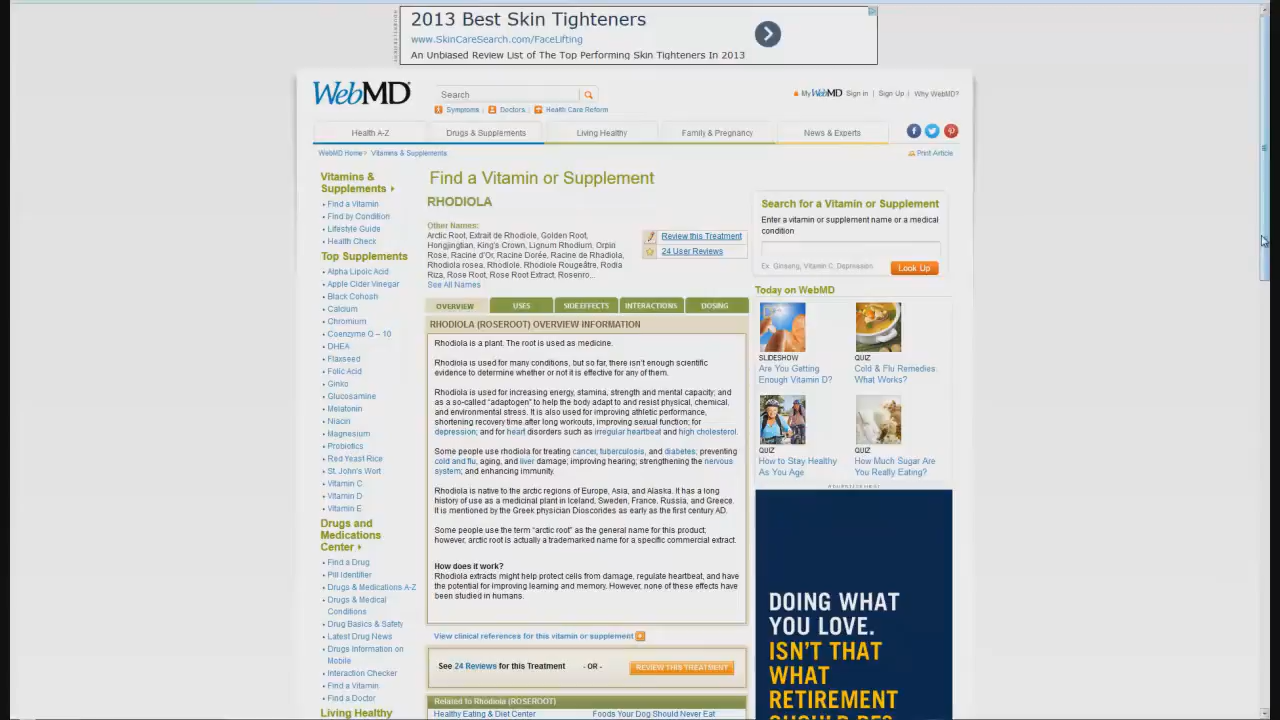 2013 Best Skin Tighteners
www.SkinCareSearch.com/FaceLifting
An Unbiased Review List of The Top Performing Skin Tighteners In 2013
WebMD
Search
Symptoms | Doctors | Health Care Reform
My WebMD Sign in | Sign Up | Why WebMD?
Health A-Z
Drugs & Supplements
Living Healthy
Family & Pregnancy
News & Experts
WebMD Home > Vitamins & Supplements
Print Article
Vitamins &
Supplements
Find a Vitamin
Find by Condition
Lifestyle Guide
Health Check
Top Supplements
Alpha Lipoic Acid
Apple Cider Vinegar
Black Cohosh
Calcium
Chromium
Coenzyme Q – 10
DHEA
Flaxseed
Folic Acid
Ginko
Glucosamine
Melatonin
Niacin
Magnesium
Probiotics
Red Yeast Rice
St. John's Wort
Vitamin C
Vitamin D
Vitamin E
Drugs and
Medications
Center
Find a Drug
Pill Identifier
Drugs & Medications A-Z
Drugs & Medical
Conditions
Drug Basics & Safety
Latest Drug News
Drugs Information on
Mobile
Interaction Checker
Find a Vitamin
Find a Doctor
Living Healthy
Find a Vitamin or Supplement
RHODIOLA
Other Names:
Arctic Root, Extrait de Rhodiole, Golden Root,
Hongjingtian, King's Crown, Lignum Rhodium, Orpin
Rose, Racine d'Or, Racine Dorée, Racine de Rhadiola,
Rhodiola rosea, Rhodiole, Rhodiole Rougeâtre, Rodia
Riza, Rose Root, Rose Root Extract, Rosenro...
See All Names
Review this Treatment
24 User Reviews
OVERVIEW
USES
SIDE EFFECTS
INTERACTIONS
DOSING
RHODIOLA (ROSEROOT) OVERVIEW INFORMATION
Rhodiola is a plant. The root is used as medicine.
Rhodiola is used for many conditions, but so far, there isn't enough scientific
evidence to determine whether or not it is effective for any of them.
Rhodiola is used for increasing energy, stamina, strength and mental capacity; and
as a so-called "adaptogen" to help the body adapt to and resist physical, chemical,
and environmental stress. It is also used for improving athletic performance,
shortening recovery time after long workouts, improving sexual function; for
depression; and for heart disorders such as irregular heartbeat and high cholesterol.
Some people use rhodiola for treating cancer, tuberculosis, and diabetes; preventing
cold and flu, aging, and liver damage; improving hearing; strengthening the nervous
system; and enhancing immunity.
Rhodiola is native to the arctic regions of Europe, Asia, and Alaska. It has a long
history of use as a medicinal plant in Iceland, Sweden, France, Russia, and Greece.
It is mentioned by the Greek physician Dioscorides as early as the first century AD.
Some people use the term "arctic root" as the general name for this product;
however, arctic root is actually a trademarked name for a specific commercial extract.
How does it work?
Rhodiola extracts might help protect cells from damage, regulate heartbeat, and have
the potential for improving learning and memory. However, none of these effects have
been studied in humans.
View clinical references for this vitamin or supplement
See 24 Reviews for this Treatment - OR - REVIEW THIS TREATMENT
Related to Rhodiola (ROSEROOT)
Healthy Eating & Diet Center
Foods Your Dog Should Never Eat
Search for a Vitamin or Supplement
Enter a vitamin or supplement name or a medical
condition
Ex. Ginseng, Vitamin C, Depression
Look Up
Today on WebMD
SLIDESHOW
Are You Getting
Enough Vitamin D?
QUIZ
Cold & Flu Remedies.
What Works?
QUIZ
How to Stay Healthy
As You Age
QUIZ
How Much Sugar Are
You Really Eating?
DOING WHAT
YOU LOVE.
ISN'T THAT
WHAT
RETIREMENT
SHOULD BE?